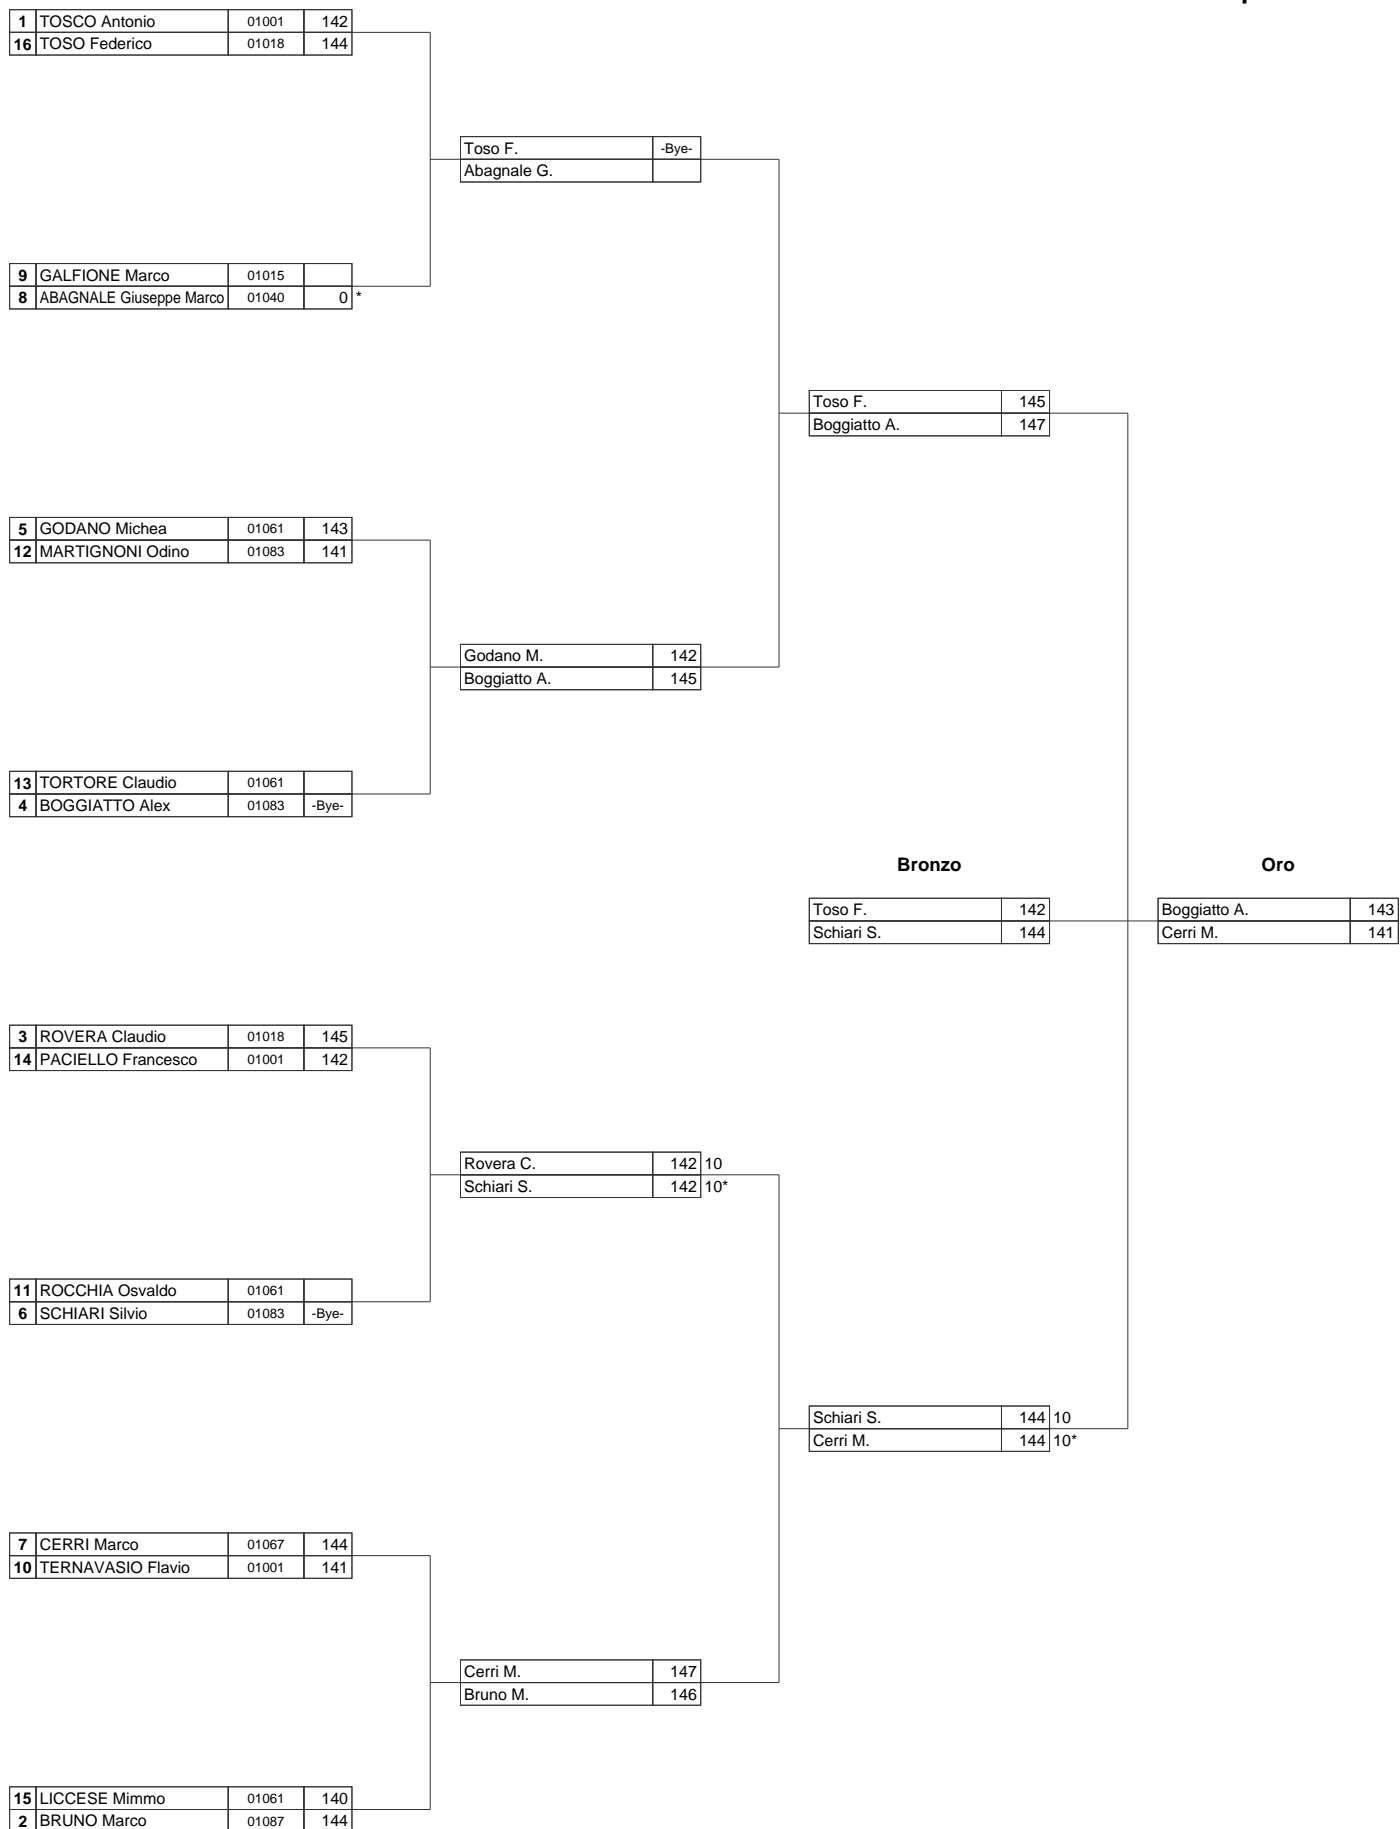 1 TOSCO Antonio 01001 142
16 TOSO Federico 01018 144
Toso F. -Bye-
Abagnale G.
9 GALFIONE Marco 01015
8 ABAGNALE Giuseppe Marco 01040 0 *
Toso F. 145
Boggiatto A. 147
5 GODANO Michea 01061 143
12 MARTIGNONI Odino 01083 141
Godano M. 142
Boggiatto A. 145
13 TORTORE Claudio 01061
4 BOGGIATTO Alex 01083 -Bye-
Bronzo Oro
Toso F. 142 Boggiatto A. 143
Schiari S. 144 Cerri M. 141
3 ROVERA Claudio 01018 145
14 PACIELLO Francesco 01001 142
Rovera C. 142 10
Schiari S. 142 10*
11 ROCCHIA Osvaldo 01061
6 SCHIARI Silvio 01083 -Bye-
Schiari S. 144 10
Cerri M. 144 10*
7 CERRI Marco 01067 144
10 TERNAVASIO Flavio 01001 141
Cerri M. 147
Bruno M. 146
15 LICCESE Mimmo 01061 140
2 BRUNO Marco 01087 144